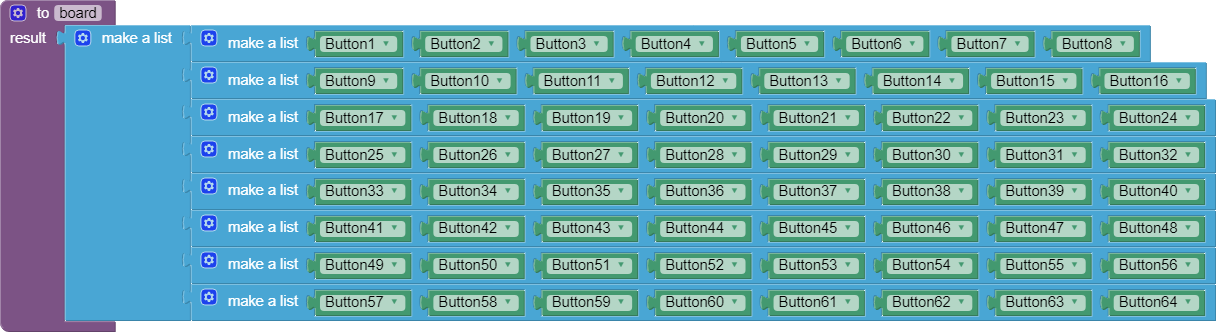 to board
result make a list make a list Button1 Button2 Button3 Button4 Button5 Button6 Button7 Button8
make a list Button9 Button10 Button11 Button12 Button13 Button14 Button15 Button16
make a list Button17 Button18 Button19 Button20 Button21 Button22 Button23 Button24
make a list Button25 Button26 Button27 Button28 Button29 Button30 Button31 Button32
make a list Button33 Button34 Button35 Button36 Button37 Button38 Button39 Button40
make a list Button41 Button42 Button43 Button44 Button45 Button46 Button47 Button48
make a list Button49 Button50 Button51 Button52 Button53 Button54 Button55 Button56
make a list Button57 Button58 Button59 Button60 Button61 Button62 Button63 Button64